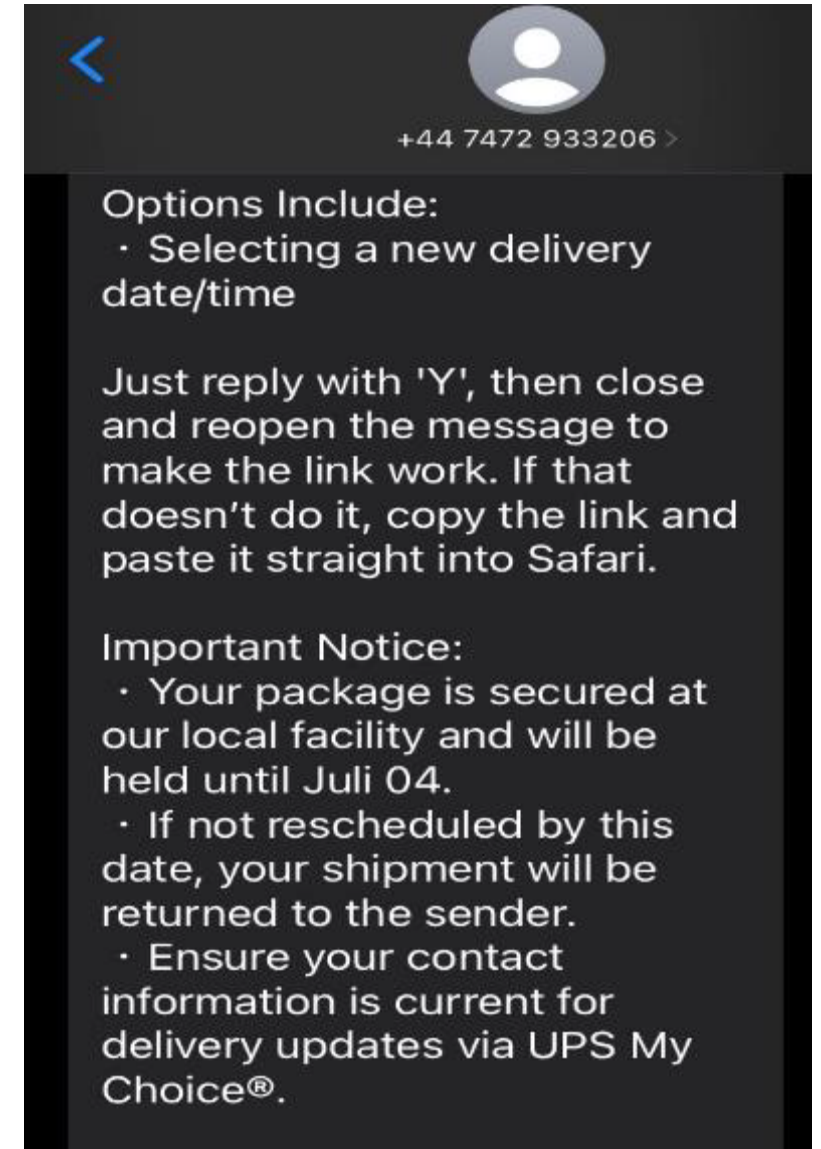 +44 7472 933206 >
Options Include:
· Selecting a new delivery
date/time
Just reply with 'Y', then close
and reopen the message to
make the link work. If that
doesn’t do it, copy the link and
paste it straight into Safari.
Important Notice:
· Your package is secured at
our local facility and will be
held until Juli 04.
· If not rescheduled by this
date, your shipment will be
returned to the sender.
· Ensure your contact
information is current for
delivery updates via UPS My
Choice®.